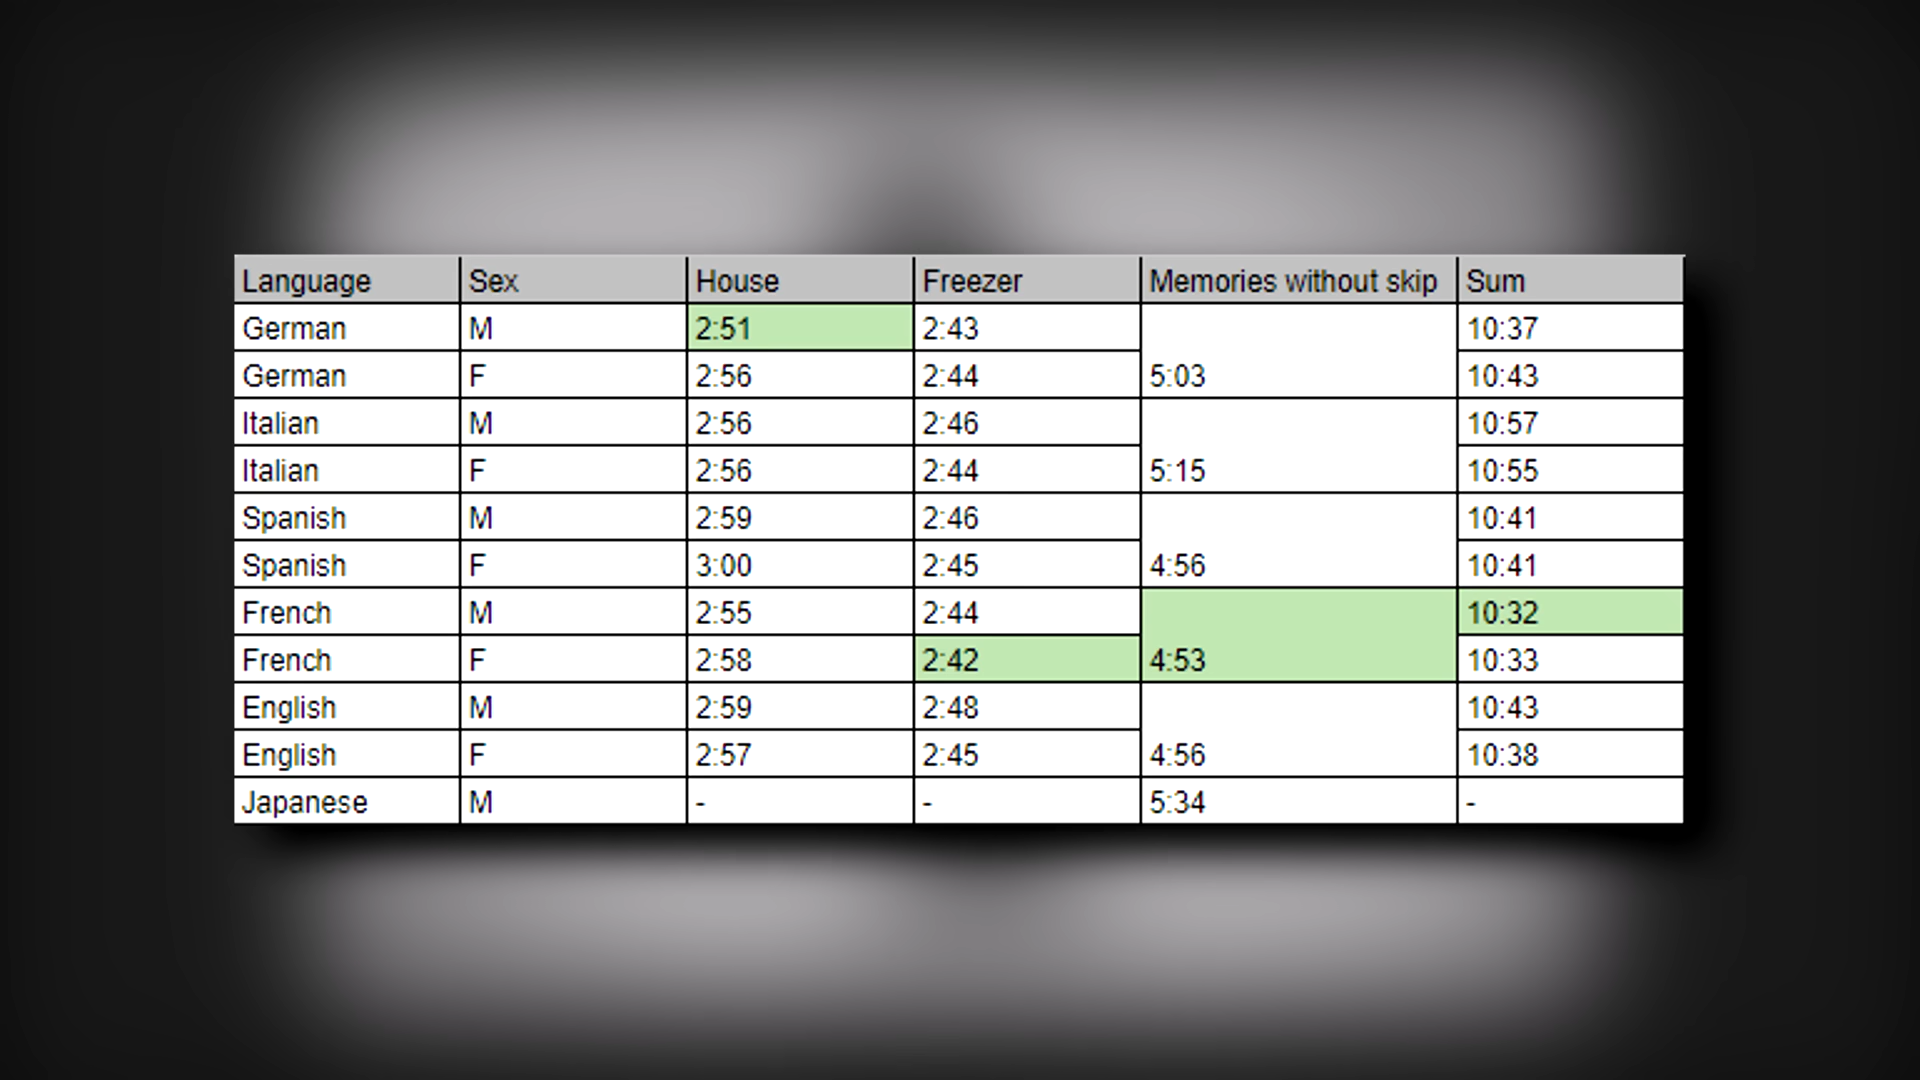 Language Sex House Freezer Memories without skip Sum
German M 2:51 2:43 10:37
German F 2:56 2:44 5:03 10:43
Italian M 2:56 2:46 10:57
Italian F 2:56 2:44 5:15 10:55
Spanish M 2:59 2:46 10:41
Spanish F 3:00 2:45 4:56 10:41
French M 2:55 2:44 10:32
French F 2:58 2:42 4:53 10:33
English M 2:59 2:48 10:43
English F 2:57 2:45 4:56 10:38
Japanese M - - 5:34 -